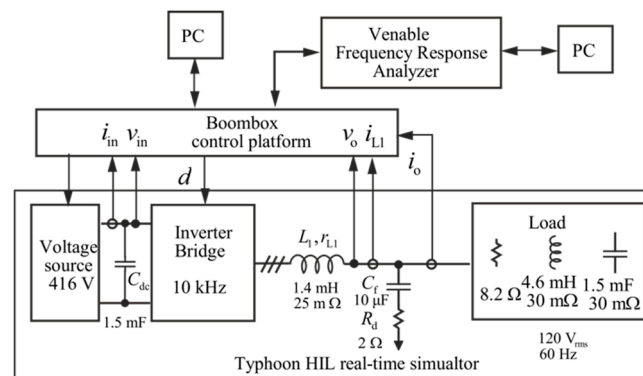 PC
Venable
Frequency Response
Analyzer
PC
Boombox
control platform
i_in v_in
v_o i_L1
i_o
d
Voltage
source
416 V
C_dc
1.5 mF
Inverter
Bridge
10 kHz
L_1, r_L1
1.4 mH
25 m Ω
C_f
10 μF
R_d
2 Ω
Load
8.2 Ω
4.6 mH
30 mΩ
1.5 mF
30 mΩ
120 V_rms
60 Hz
Typhoon HIL real-time simualtor